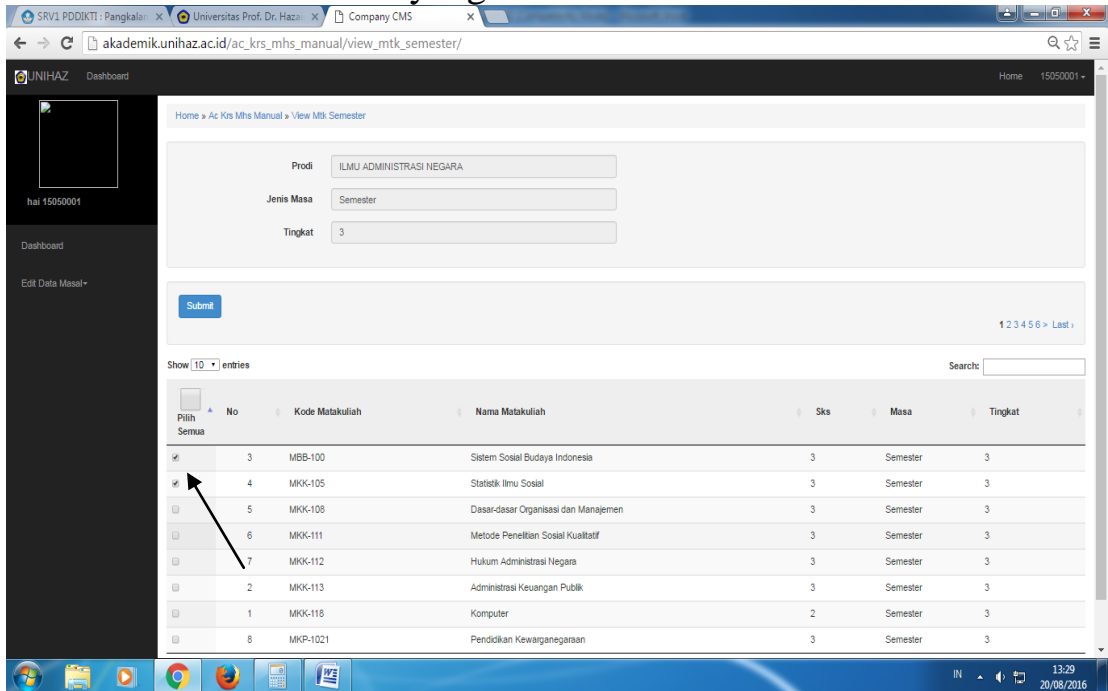 SRV1 PDDIKTI : Pangkalan
Universitas Prof. Dr. Hazai
Company CMS
akademik.unihaz.ac.id/ac_krs_mhs_manual/view_mtk_semester/
UNIHAZ Dashboard Home 15050001
Home » Ac Krs Mhs Manual » View Mtk Semester
hai 15050001
Dashboard
Edit Data Masal
Prodi ILMU ADMINISTRASI NEGARA
Jenis Masa Semester
Tingkat 3
Submit
1 2 3 4 5 6 > Last ›
Show 10 entries Search:
Pilih Semua No Kode Matakuliah Nama Matakuliah Sks Masa Tingkat
3 MBB-100 Sistem Sosial Budaya Indonesia 3 Semester 3
4 MKK-105 Statistik Ilmu Sosial 3 Semester 3
5 MKK-108 Dasar-dasar Organisasi dan Manajemen 3 Semester 3
6 MKK-111 Metode Penelitian Sosial Kualitatif 3 Semester 3
7 MKK-112 Hukum Administrasi Negara 3 Semester 3
2 MKK-113 Administrasi Keuangan Publik 3 Semester 3
1 MKK-118 Komputer 2 Semester 3
8 MKP-1021 Pendidikan Kewarganegaraan 3 Semester 3
IN 13:29
20/08/2016